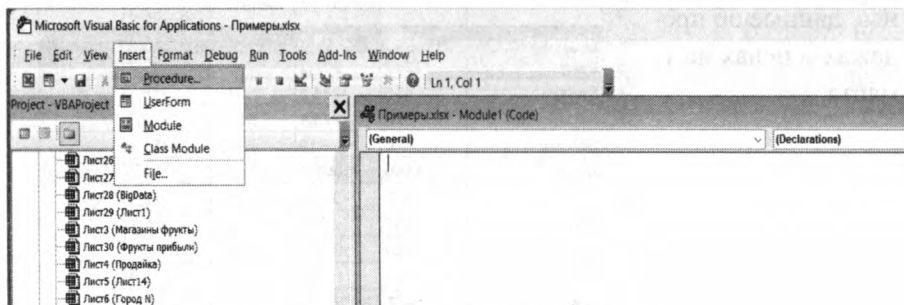 Microsoft Visual Basic for Applications - Примеры.xlsx
File Edit View Insert Format Debug Run Tools Add-Ins Window Help
Procedure...
Ln 1, Col 1
UserForm
Module
Class Module
File...
Project - VBAProject
Примеры.xlsx - Module1 (Code)
(General)
(Declarations)
Лист26
Лист27
Лист28 (BigData)
Лист29 (Лист1)
Лист3 (Магазины фрукты)
Лист30 (Фрукты прибыли)
Лист4 (Продайка)
Лист5 (Лист14)
Лист6 (Город N)